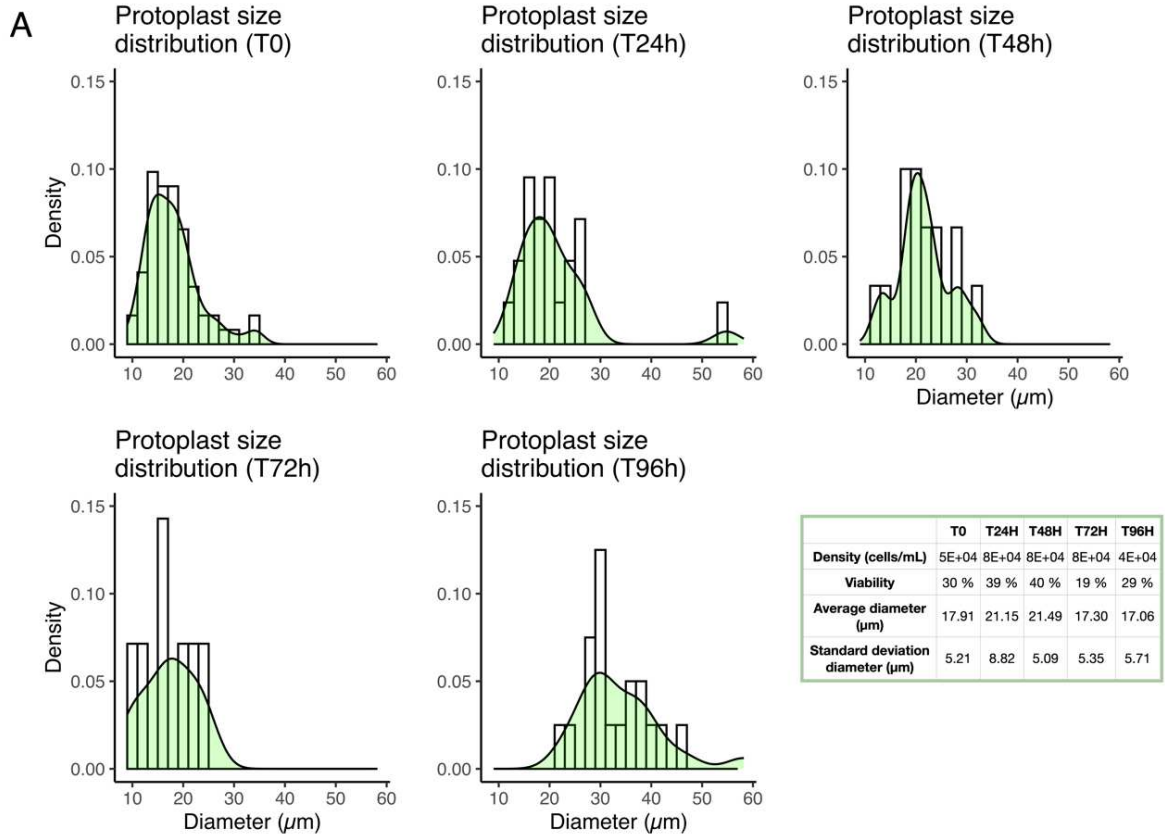 A
Protoplast size
distribution (T0)
Protoplast size
distribution (T24h)
Protoplast size
distribution (T48h)
0.15
0.10
0.05
0.00
Density
10 20 30 40 50 60
0.15
0.10
0.05
0.00
10 20 30 40 50 60
0.15
0.10
0.05
0.00
10 20 30 40 50 60
Diameter (µm)
Protoplast size
distribution (T72h)
Protoplast size
distribution (T96h)
0.15
0.10
0.05
0.00
Density
10 20 30 40 50 60
Diameter (µm)
0.15
0.10
0.05
0.00
10 20 30 40 50 60
Diameter (µm)
T0 T24H T48H T72H T96H
Density (cells/mL) 5E+04 8E+04 8E+04 8E+04 4E+04
Viability 30 % 39 % 40 % 19 % 29 %
Average diameter
(µm) 17.91 21.15 21.49 17.30 17.06
Standard deviation
diameter (µm) 5.21 8.82 5.09 5.35 5.71